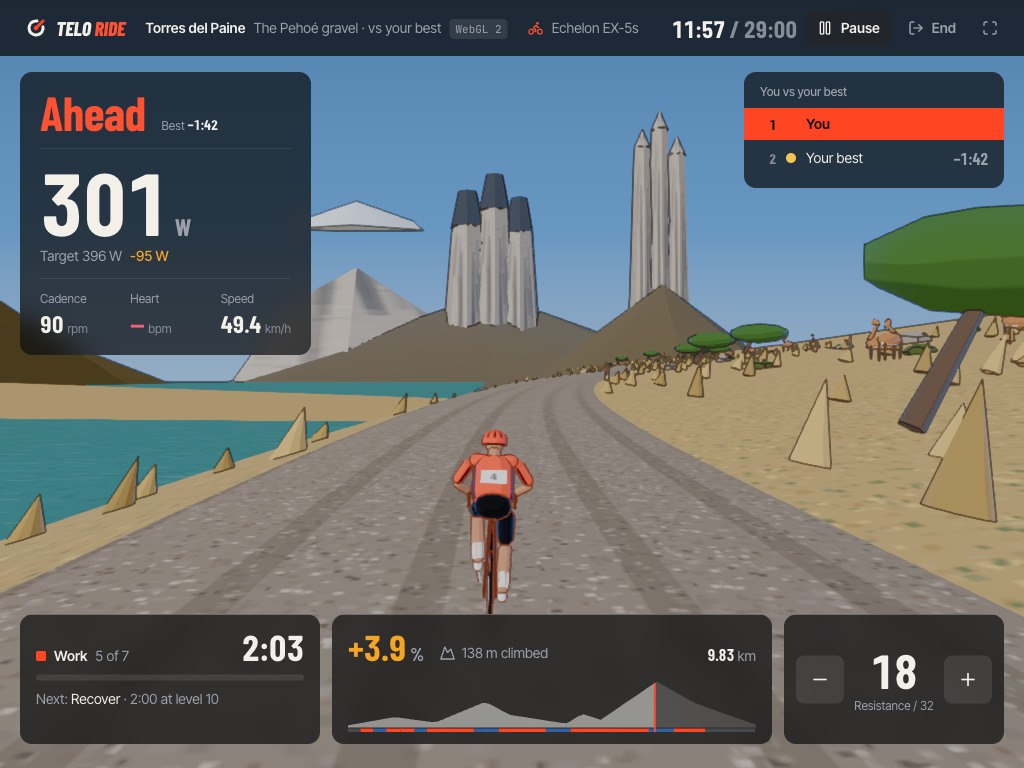 TELO RIDE Torres del Paine The Pehoé gravel · vs your best WebGL 2 Echelon EX-5s 11:57 / 29:00 Pause End
Ahead Best −1:42
301 W
Target 396 W -95 W
Cadence Heart Speed
90 rpm — bpm 49.4 km/h
You vs your best
1 You
2 Your best −1:42
4
Work 5 of 7 2:03
Next: Recover · 2:00 at level 10
+3.9 % 138 m climbed 9.83 km
− 18 +
Resistance / 32